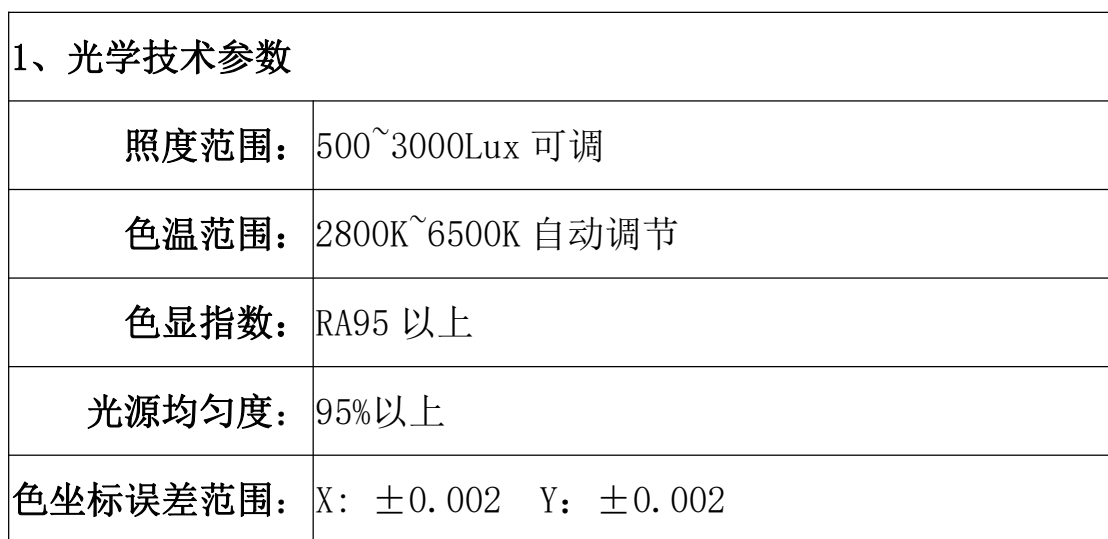 1、光学技术参数
照度范围： 500~3000Lux 可调
色温范围： 2800K~6500K 自动调节
色显指数： RA95 以上
光源均匀度： 95%以上
色坐标误差范围： X: ±0.002 Y：±0.002